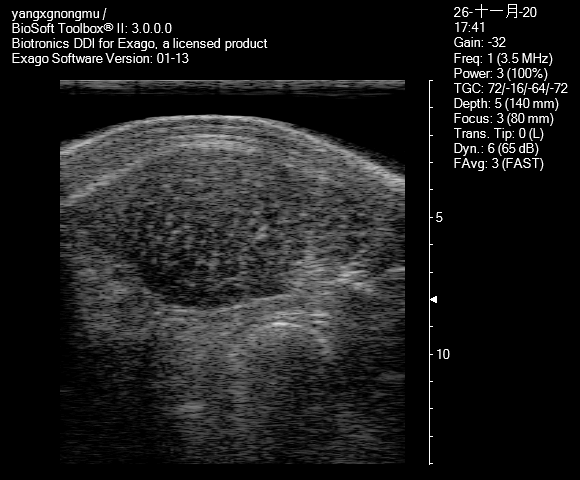 yangxgnongmu /
BioSoft Toolbox® II: 3.0.0.0
Biotronics DDI for Exago, a licensed product
Exago Software Version: 01-13
26-十一月-20
17:41
Gain: -32
Freq: 1 (3.5 MHz)
Power: 3 (100%)
TGC: 72/-16/-64/-72
Depth: 5 (140 mm)
Focus: 3 (80 mm)
Trans. Tip: 0 (L)
Dyn.: 6 (65 dB)
FAvg: 3 (FAST)
5
10